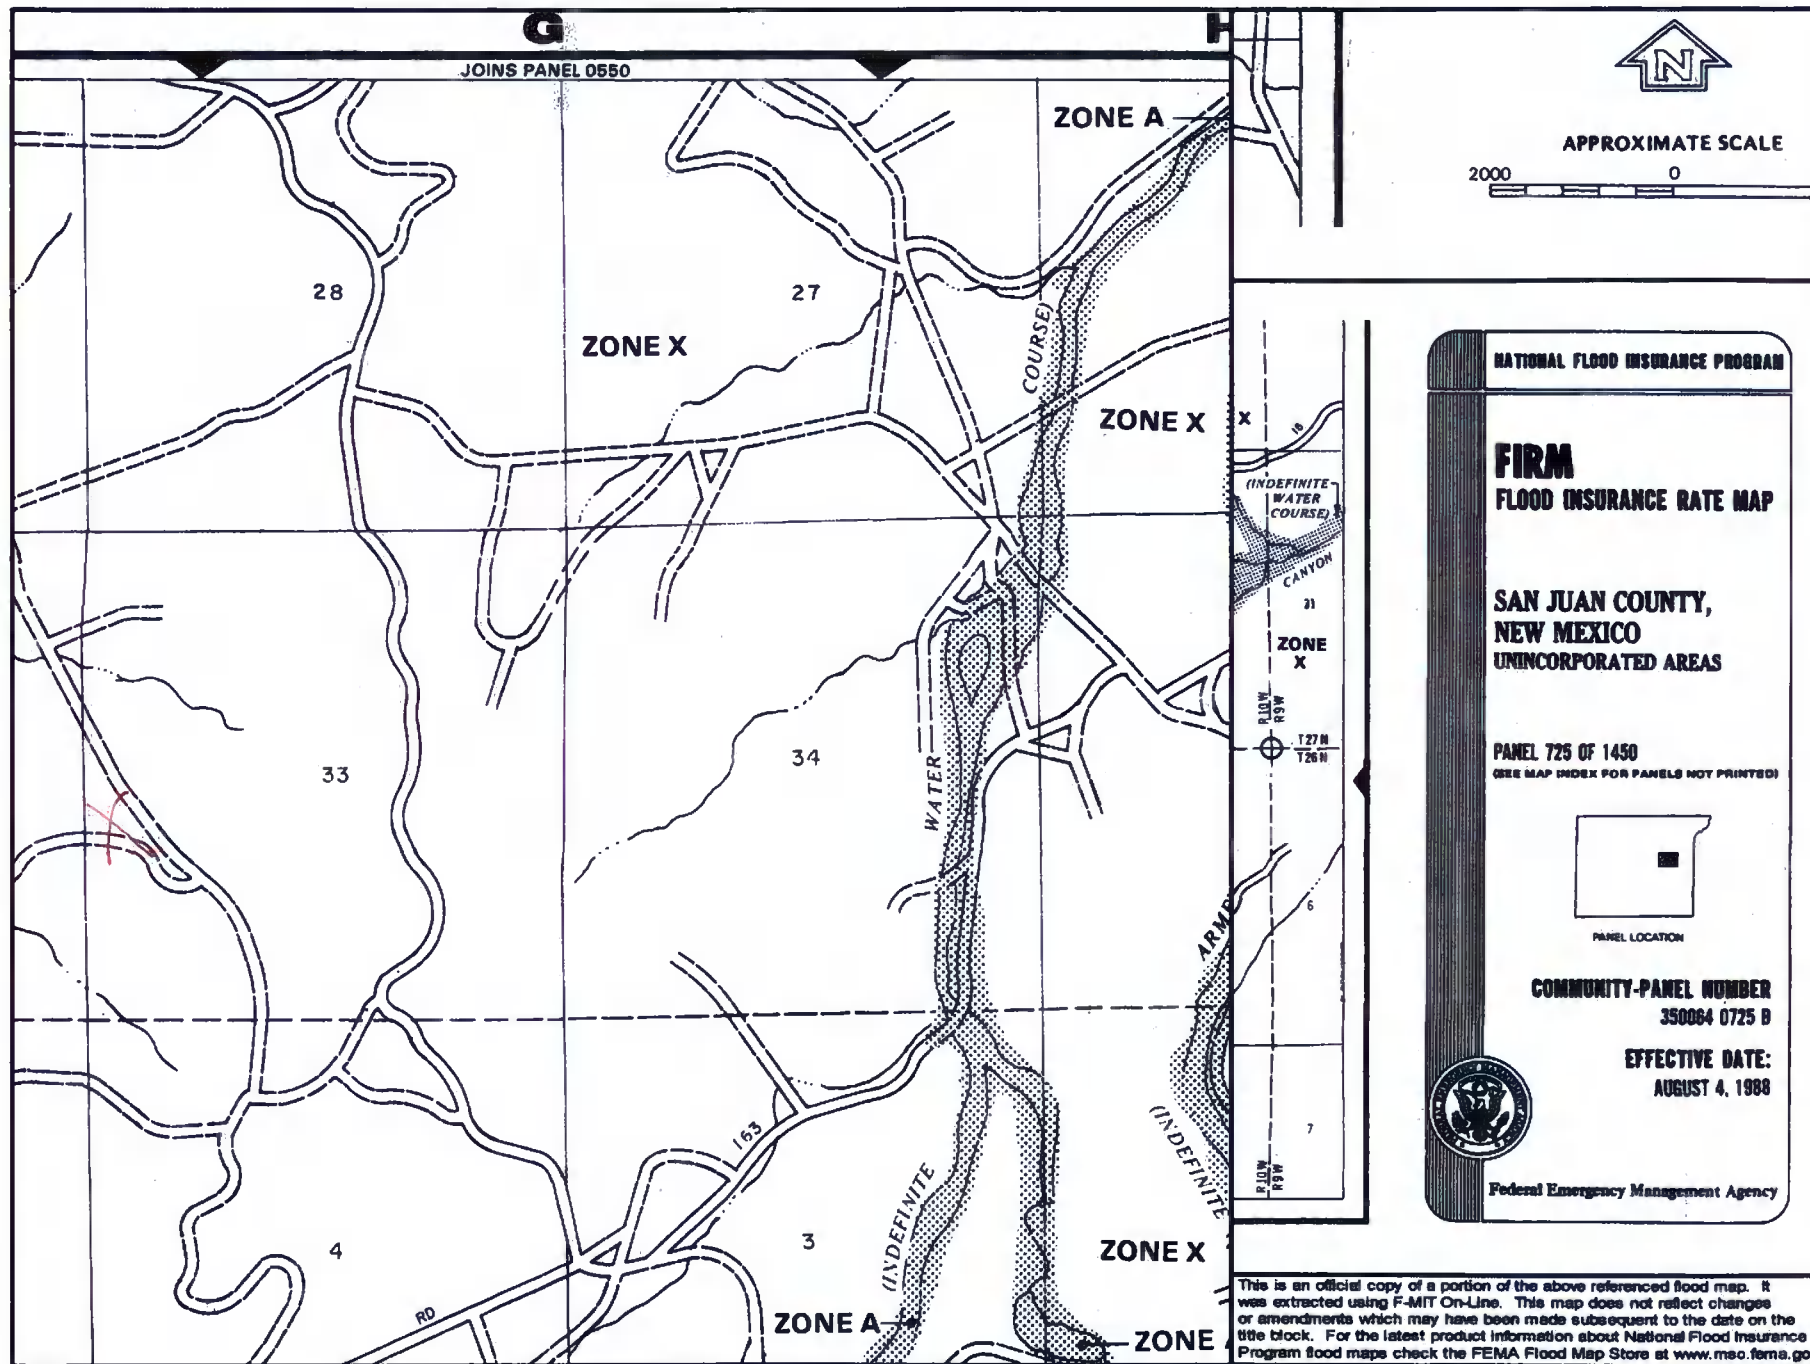 G
JOINS PANEL 0550
ZONE A
28
27
ZONE X
COURSE)
ZONE X
33
34
WATER
163
(INDEFINITE
(INDEFINITE
4
3
ZONE X
RD
ZONE A
ZONE
N
APPROXIMATE SCALE
2000
0
X
18
(INDEFINITE
WATER
COURSE)
CANYON
31
ZONE
X
R10W
R9W
T27N
T26N
6
7
R10W
R9W
NATIONAL FLOOD INSURANCE PROGRAM
FIRM
FLOOD INSURANCE RATE MAP
SAN JUAN COUNTY,
NEW MEXICO
UNINCORPORATED AREAS
PANEL 725 OF 1450
(SEE MAP INDEX FOR PANELS NOT PRINTED)
PANEL LOCATION
COMMUNITY-PANEL NUMBER
350064 0725 B
EFFECTIVE DATE:
AUGUST 4, 1988
Federal Emergency Management Agency
This is an official copy of a portion of the above referenced flood map. It
was extracted using F-MIT On-Line. This map does not reflect changes
or amendments which may have been made subsequent to the date on the
title block. For the latest product information about National Flood Insurance
Program flood maps check the FEMA Flood Map Store at www.msc.fema.go